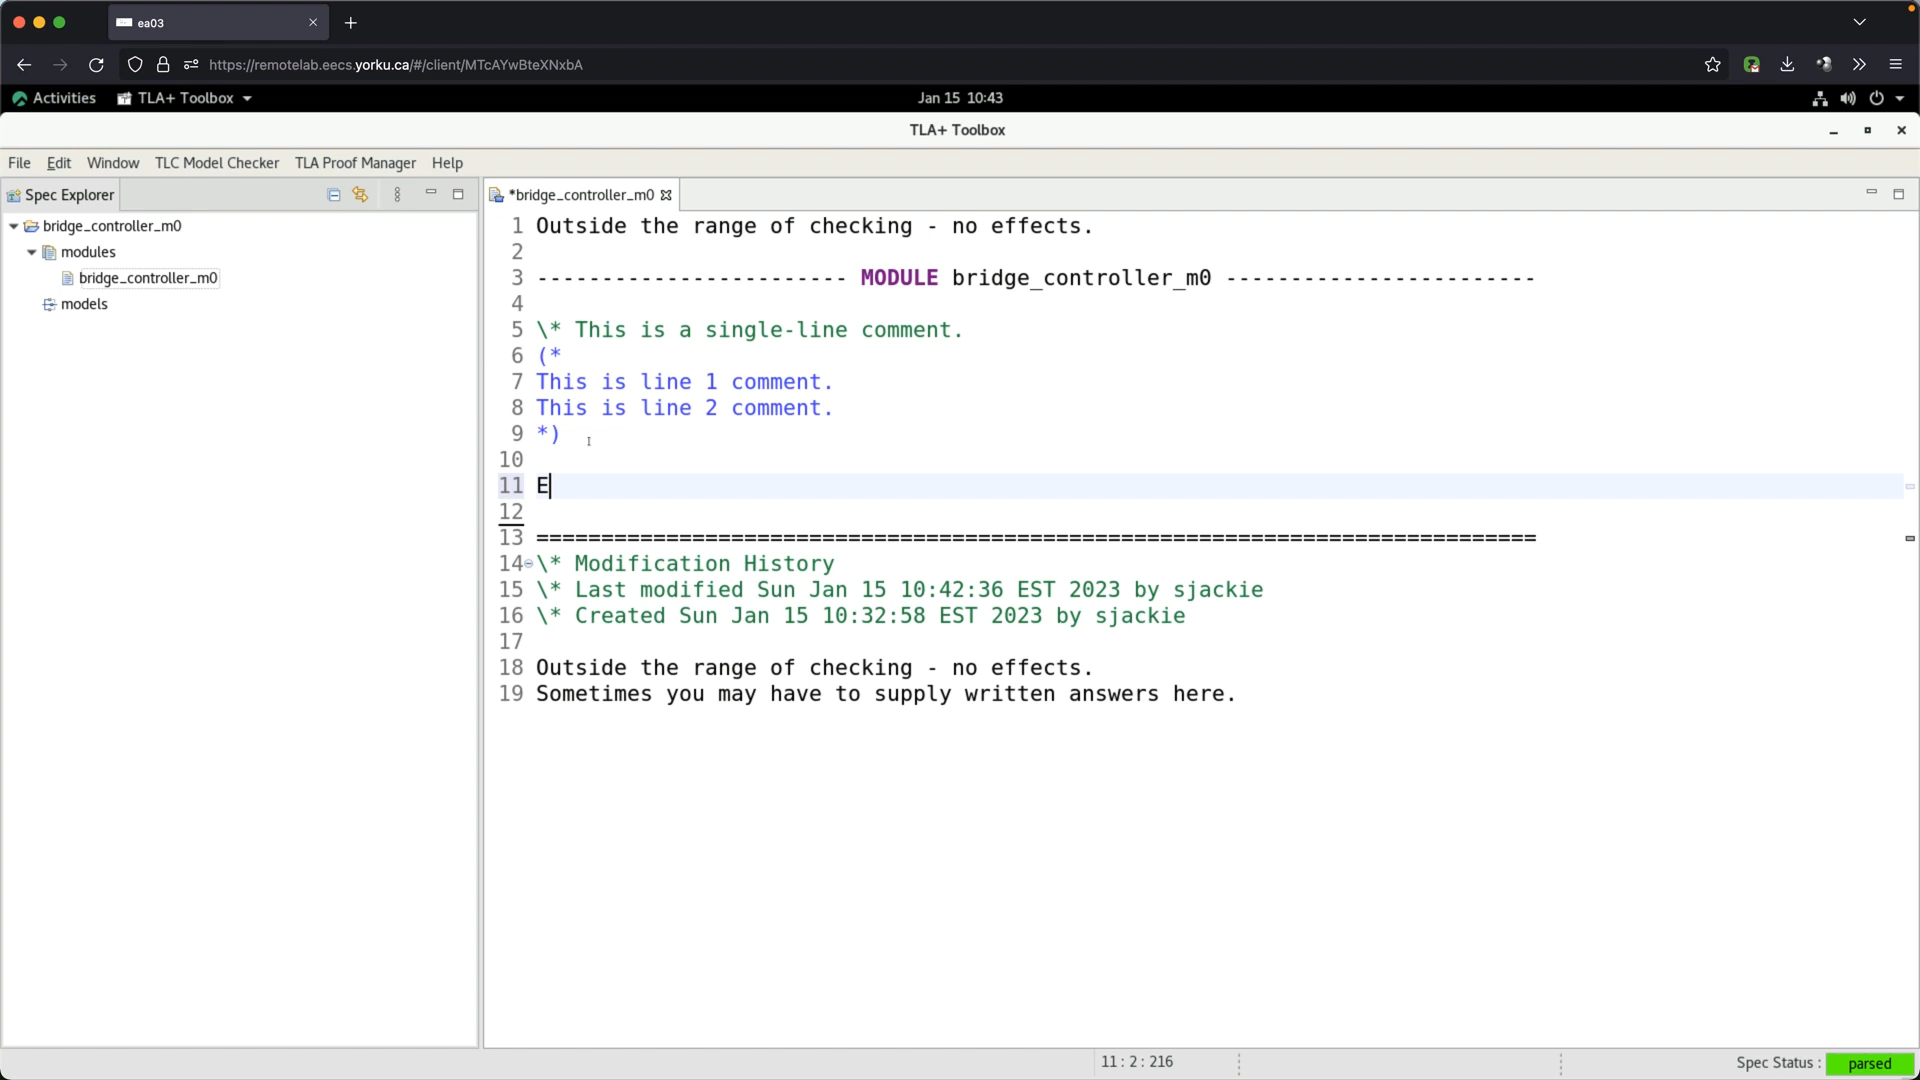 ea03
https://remotelab.eecs.yorku.ca/#/client/MTcAYwBteXNxbA
Activities TLA+ Toolbox Jan 15 10:43
TLA+ Toolbox
File Edit Window TLC Model Checker TLA Proof Manager Help
Spec Explorer
*bridge_controller_m0
bridge_controller_m0
modules
bridge_controller_m0
models
1 Outside the range of checking - no effects.
2
3 ------------------------ MODULE bridge_controller_m0 ------------------------
4
5 \* This is a single-line comment.
6 (*
7 This is line 1 comment.
8 This is line 2 comment.
9 *)
10
11 E
12
13 =============================================================================
14 \* Modification History
15 \* Last modified Sun Jan 15 10:42:36 EST 2023 by sjackie
16 \* Created Sun Jan 15 10:32:58 EST 2023 by sjackie
17
18 Outside the range of checking - no effects.
19 Sometimes you may have to supply written answers here.
11 : 2 : 216
Spec Status : parsed